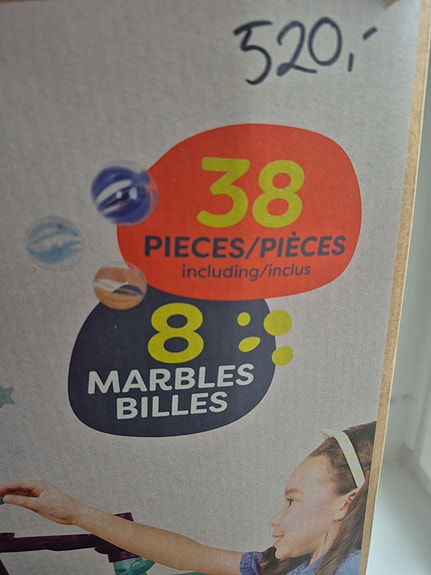 520,-
38
PIECES/PIÈCES
including/inclus
8
MARBLES
BILLES